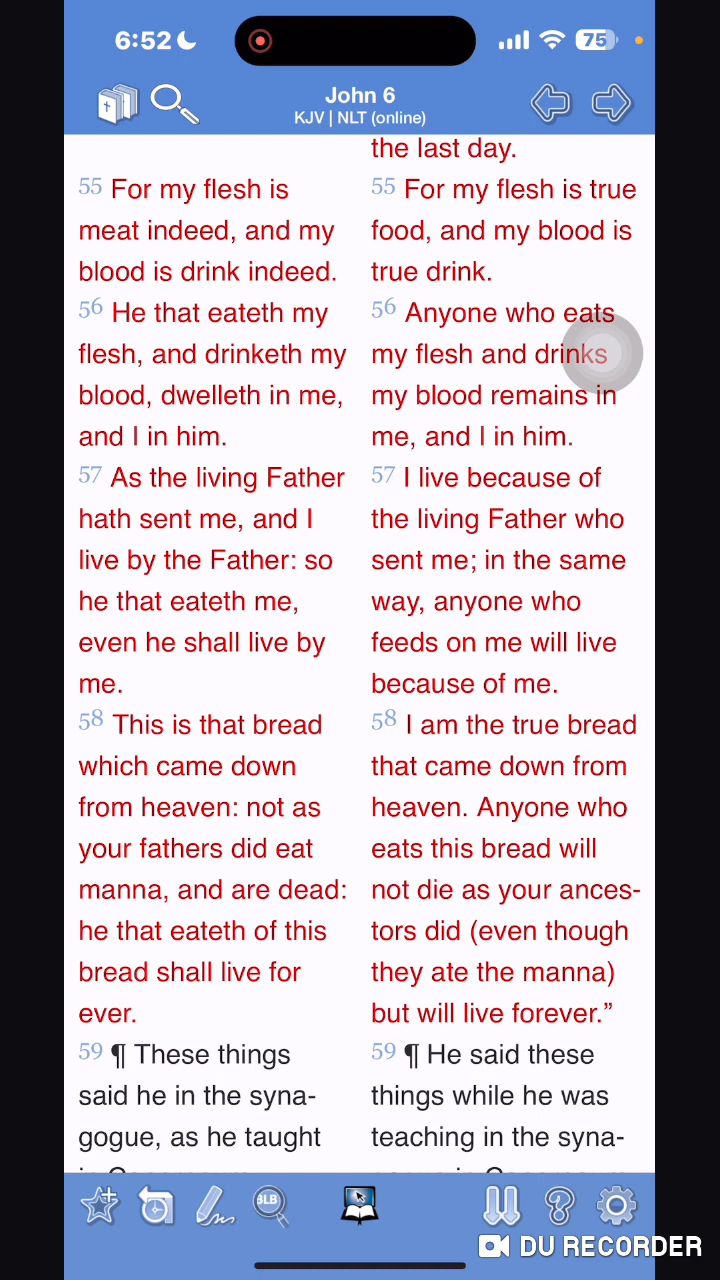 6:52
75
John 6
KJV | NLT (online)
55 For my flesh is
meat indeed, and my
blood is drink indeed.
56 He that eateth my
flesh, and drinketh my
blood, dwelleth in me,
and I in him.
57 As the living Father
hath sent me, and I
live by the Father: so
he that eateth me,
even he shall live by
me.
58 This is that bread
which came down
from heaven: not as
your fathers did eat
manna, and are dead:
he that eateth of this
bread shall live for
ever.
59 ¶ These things
said he in the syna-
gogue, as he taught
the last day.
55 For my flesh is true
food, and my blood is
true drink.
56 Anyone who eats
my flesh and drinks
my blood remains in
me, and I in him.
57 I live because of
the living Father who
sent me; in the same
way, anyone who
feeds on me will live
because of me.
58 I am the true bread
that came down from
heaven. Anyone who
eats this bread will
not die as your ances-
tors did (even though
they ate the manna)
but will live forever.”
59 ¶ He said these
things while he was
teaching in the syna-
BLB
DU RECORDER